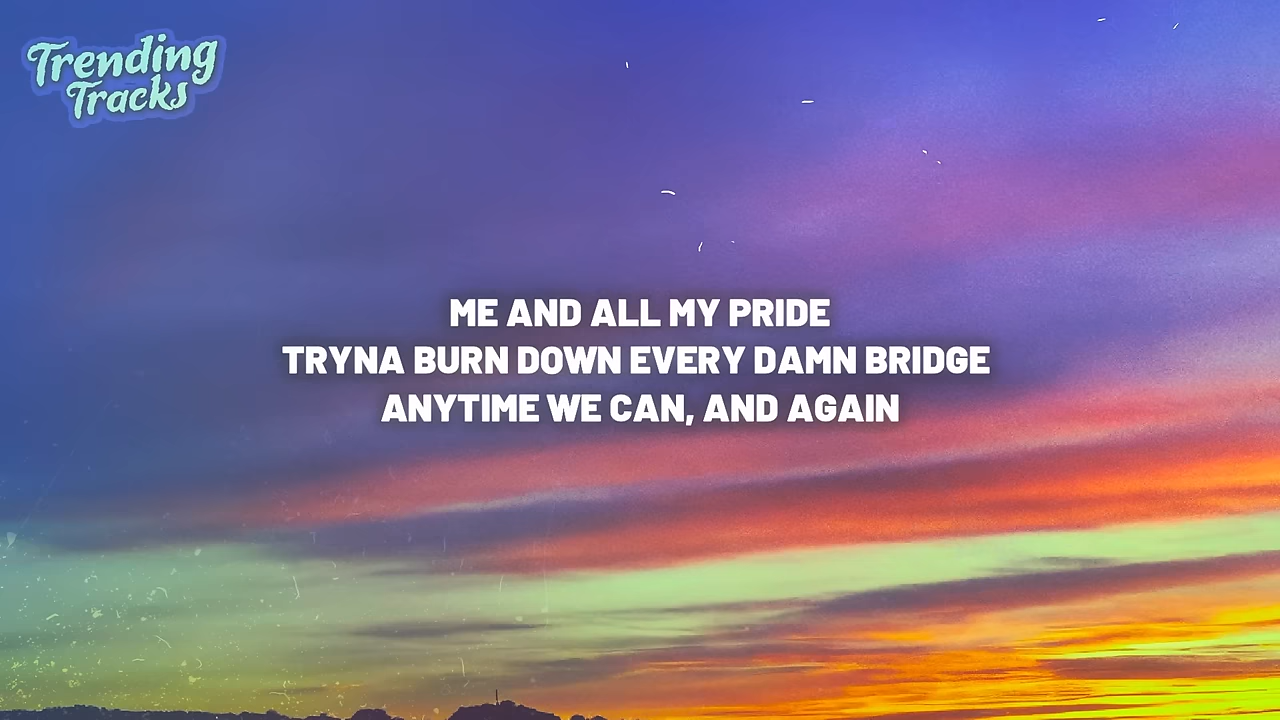 Trending
Tracks
ME AND ALL MY PRIDE
TRYNA BURN DOWN EVERY DAMN BRIDGE
ANYTIME WE CAN, AND AGAIN